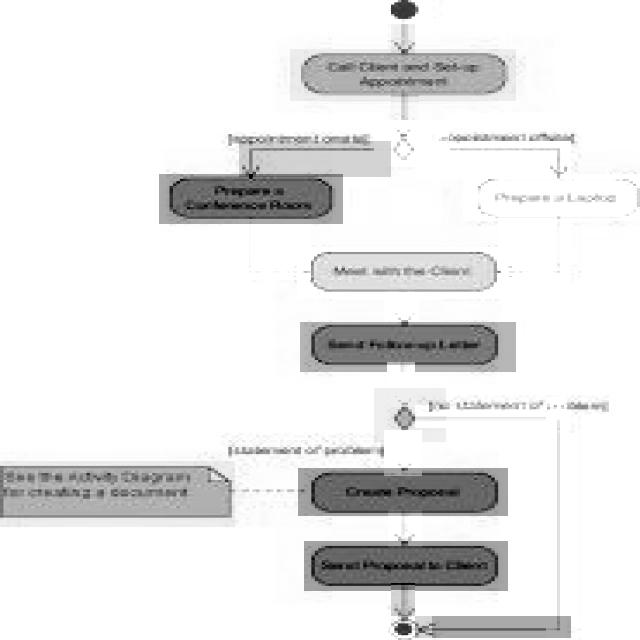 Call Client and Set-up
Appointment
[appointment onsite]
appointment offsite]
Prepare a
Conference Room
Prepare a Laptop
Meet with the Client
Send Follow-up Letter
[no statement of problem]
[statement of problem]
See the Activity Diagram
for creating a document
Create Proposal
Send Proposal to Client